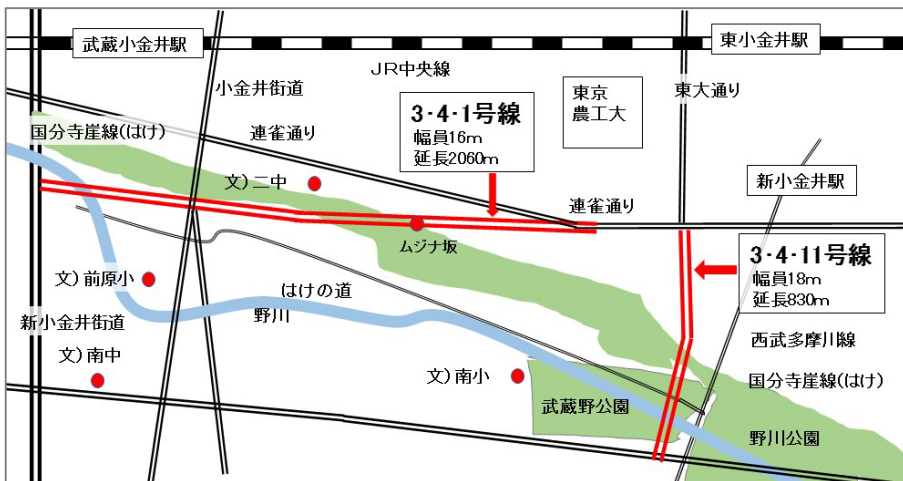 武蔵小金井駅
東小金井駅
JR中央線
小金井街道
東京
農工大
東大通り
3・4・1号線
幅員16m
延長2060m
国分寺崖線(はけ)
連雀通り
文)二中
新小金井駅
連雀通り
ムジナ坂
3・4・11号線
幅員18m
延長830m
文)前原小
はけの道
野川
新小金井街道
西武多摩川線
文)南中
文)南小
国分寺崖線(はけ)
武蔵野公園
野川公園